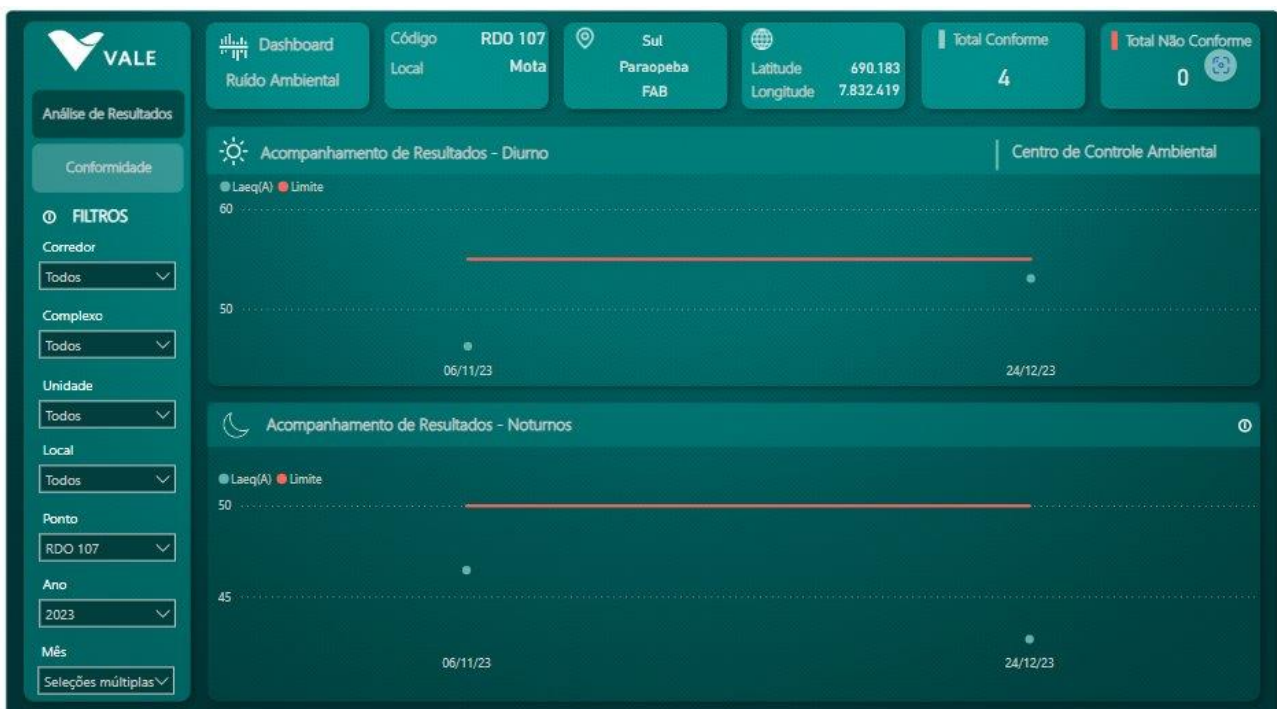 VALE
Análise de Resultados
Conformidade
FILTROS
Corredor
Todos
Complexo
Todos
Unidade
Todos
Local
Todos
Ponto
RDO 107
Ano
2023
Mês
Seleções múltiplas
Dashboard
Ruído Ambiental
Código RDO 107
Local Mota
Sul
Paraopeba
FAB
Latitude 690.183
Longitude 7.832.419
Total Conforme
4
Total Não Conforme
0
Acompanhamento de Resultados - Diurno
Centro de Controle Ambiental
Laeq(A) Limite
60
50
06/11/23 24/12/23
Acompanhamento de Resultados - Noturnos
Laeq(A) Limite
50
45
06/11/23 24/12/23